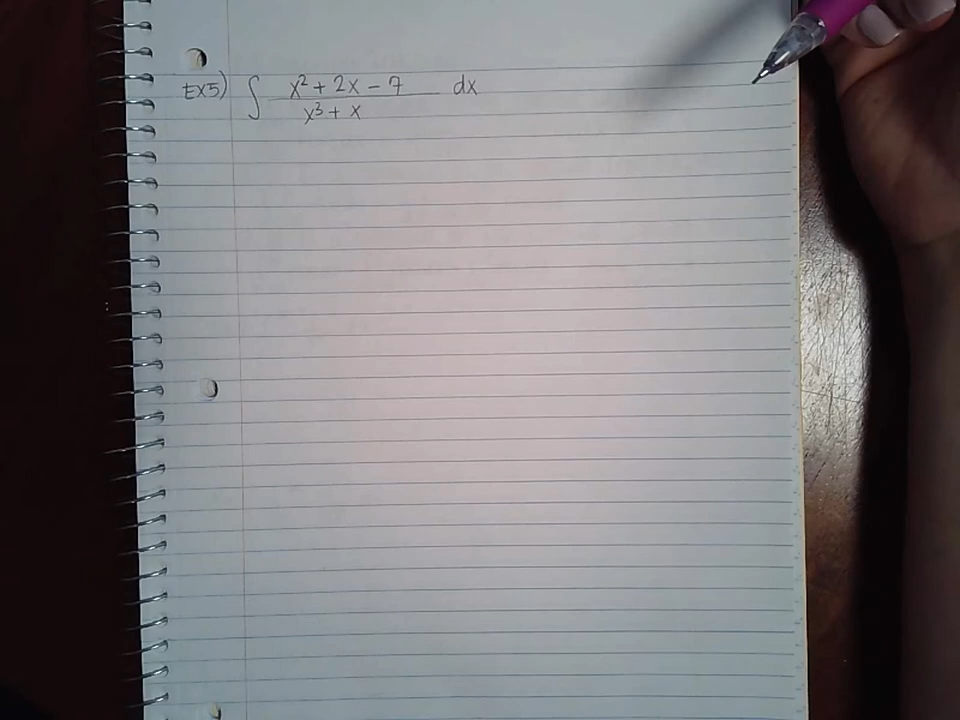 EX5) ∫ x² + 2x − 7 / x³ + x dx